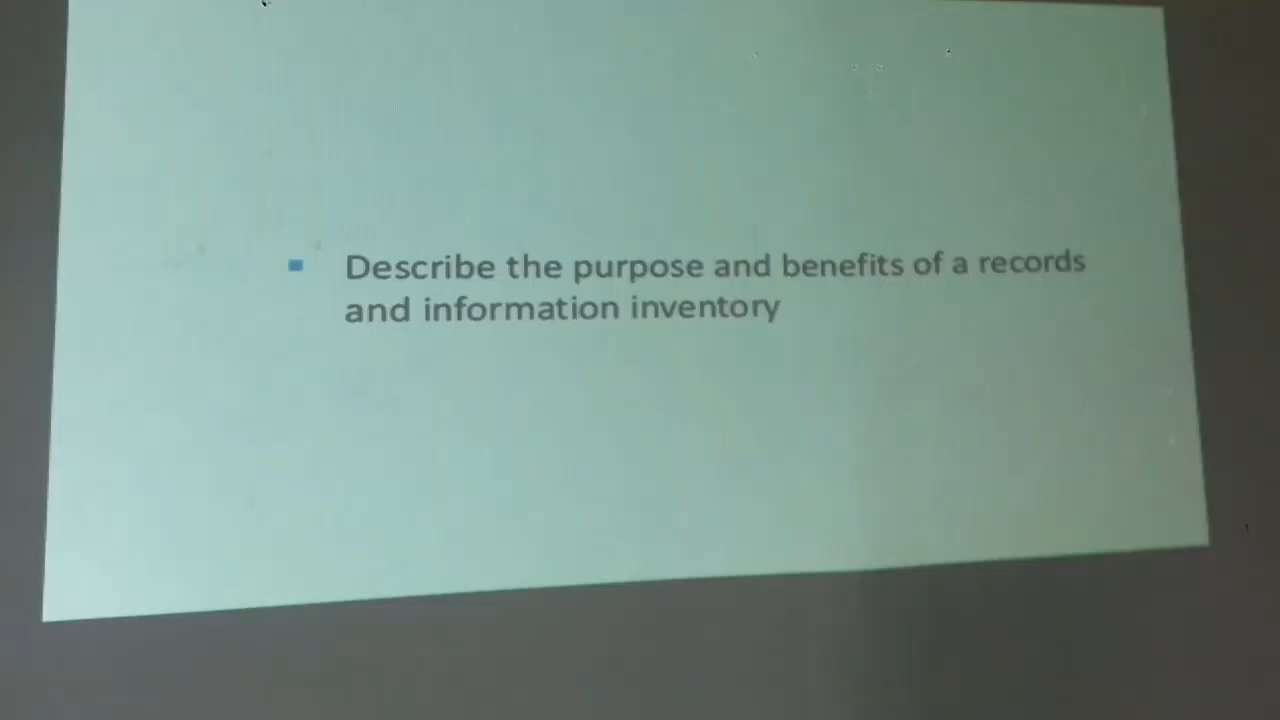 Describe the purpose and benefits of a records
and information inventory